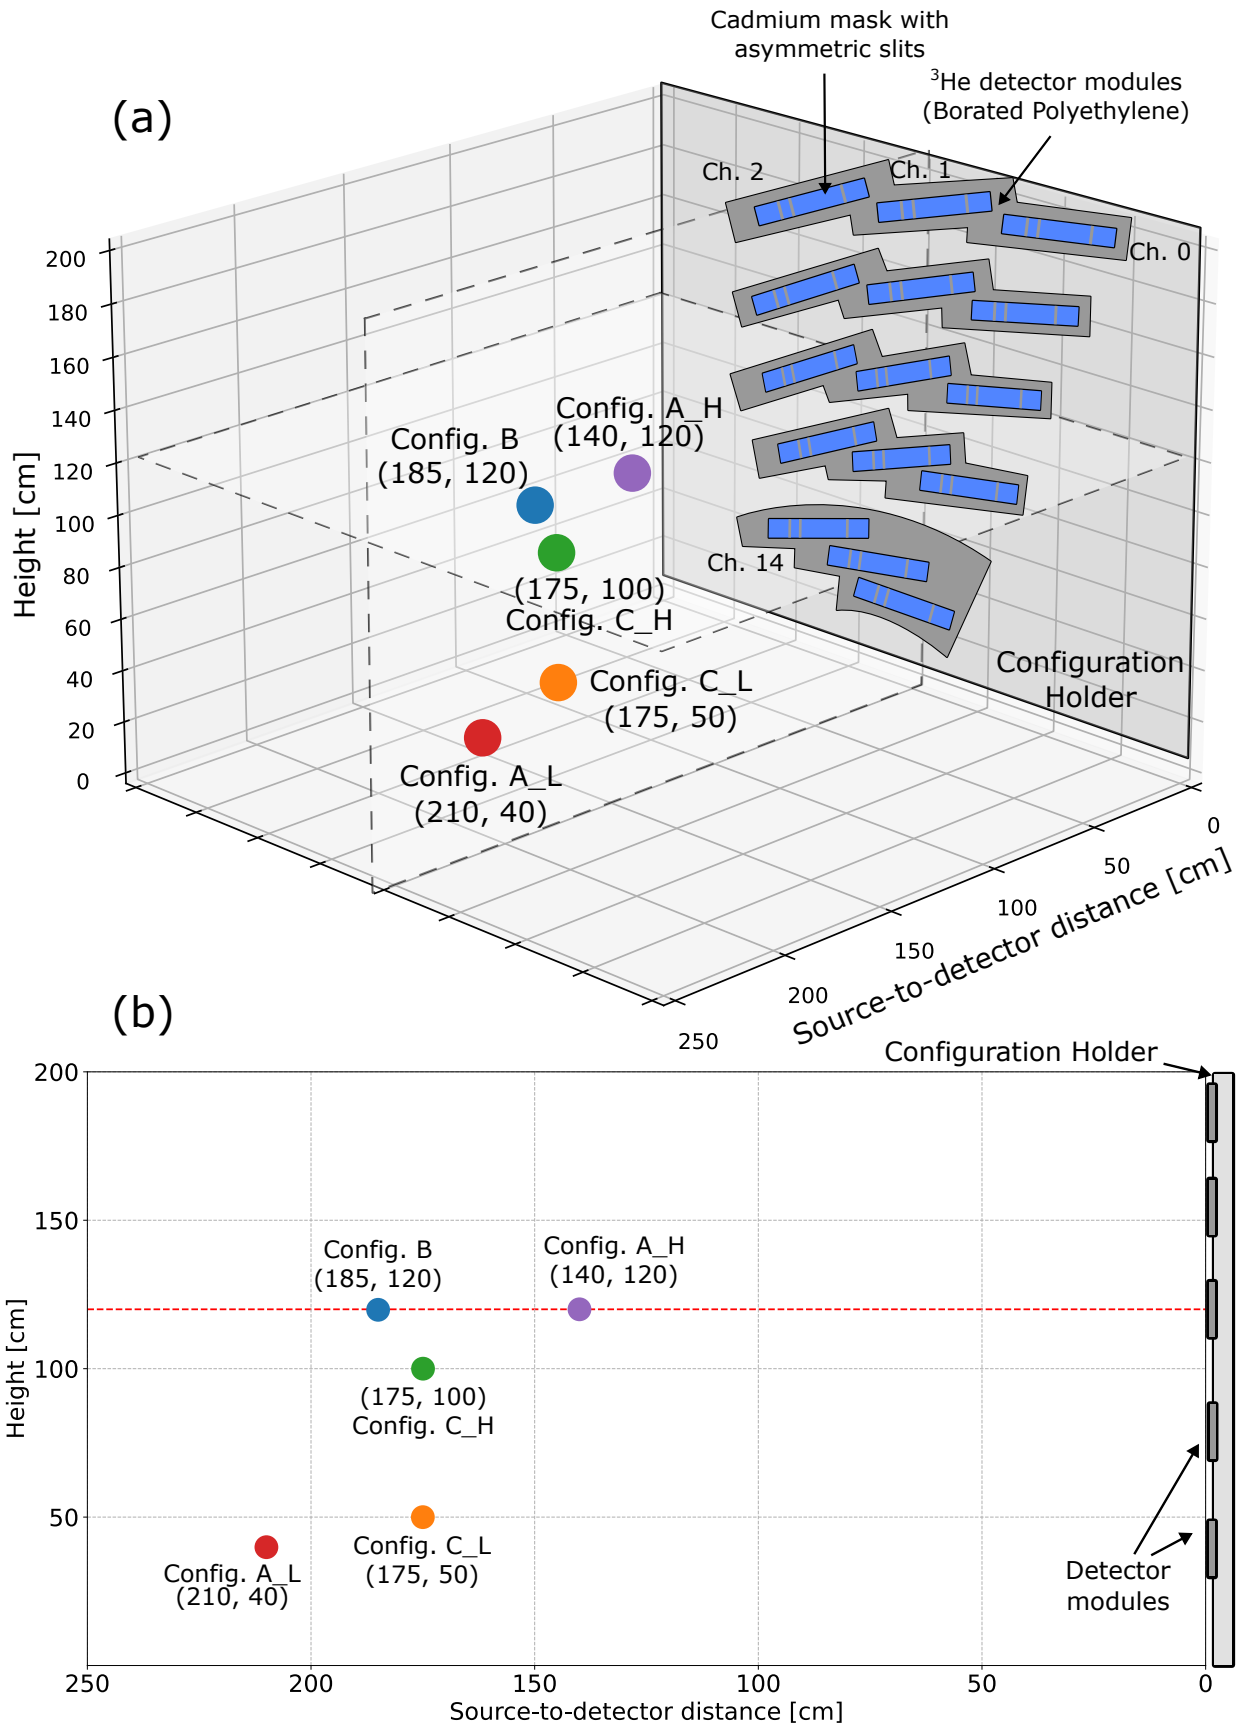 Cadmium mask with
asymmetric slits
(a)
³He detector modules
(Borated Polyethylene)
Ch. 2
Ch. 1
Ch. 0
Ch. 14
Configuration
Holder
Config. A_H
(140, 120)
Config. B
(185, 120)
(175, 100)
Config. C_H
Config. C_L
(175, 50)
Config. A_L
(210, 40)
Height [cm]
200
180
160
140
120
100
80
60
40
20
0
0
50
100
150
200
250
Source-to-detector distance [cm]
(b)
Configuration Holder
Height [cm]
200
150
100
50
Config. B
(185, 120)
Config. A_H
(140, 120)
(175, 100)
Config. C_H
Config. C_L
(175, 50)
Config. A_L
(210, 40)
Detector
modules
250
200
150
100
50
0
Source-to-detector distance [cm]